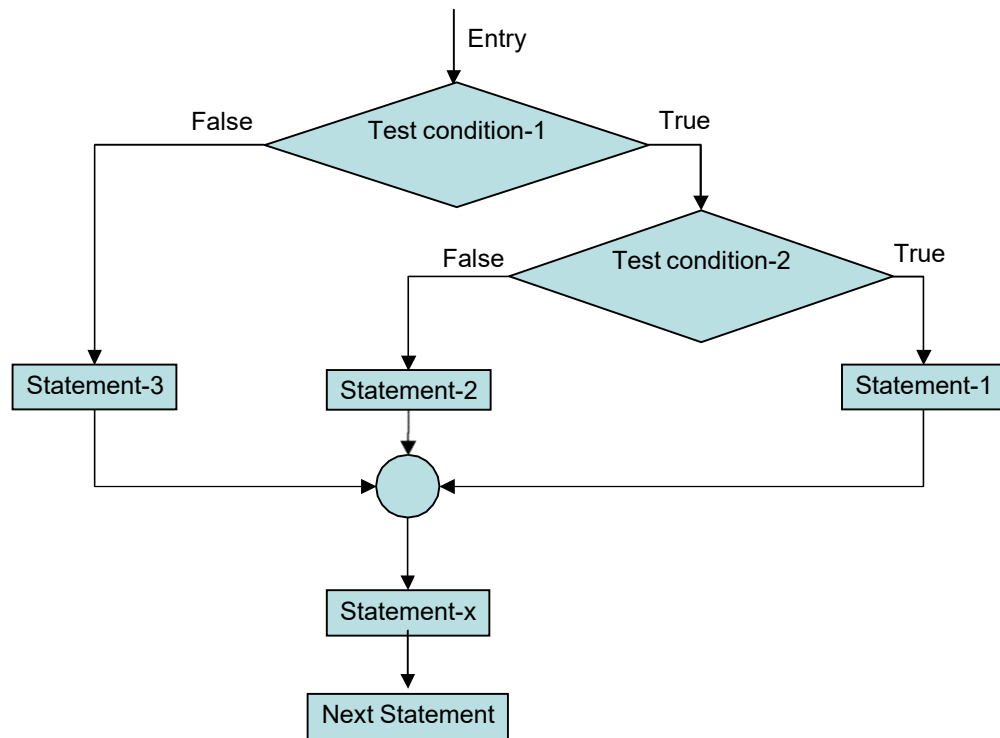 Entry
False
Test condition-1
True
False
Test condition-2
True
Statement-3
Statement-2
Statement-1
Statement-x
Next Statement